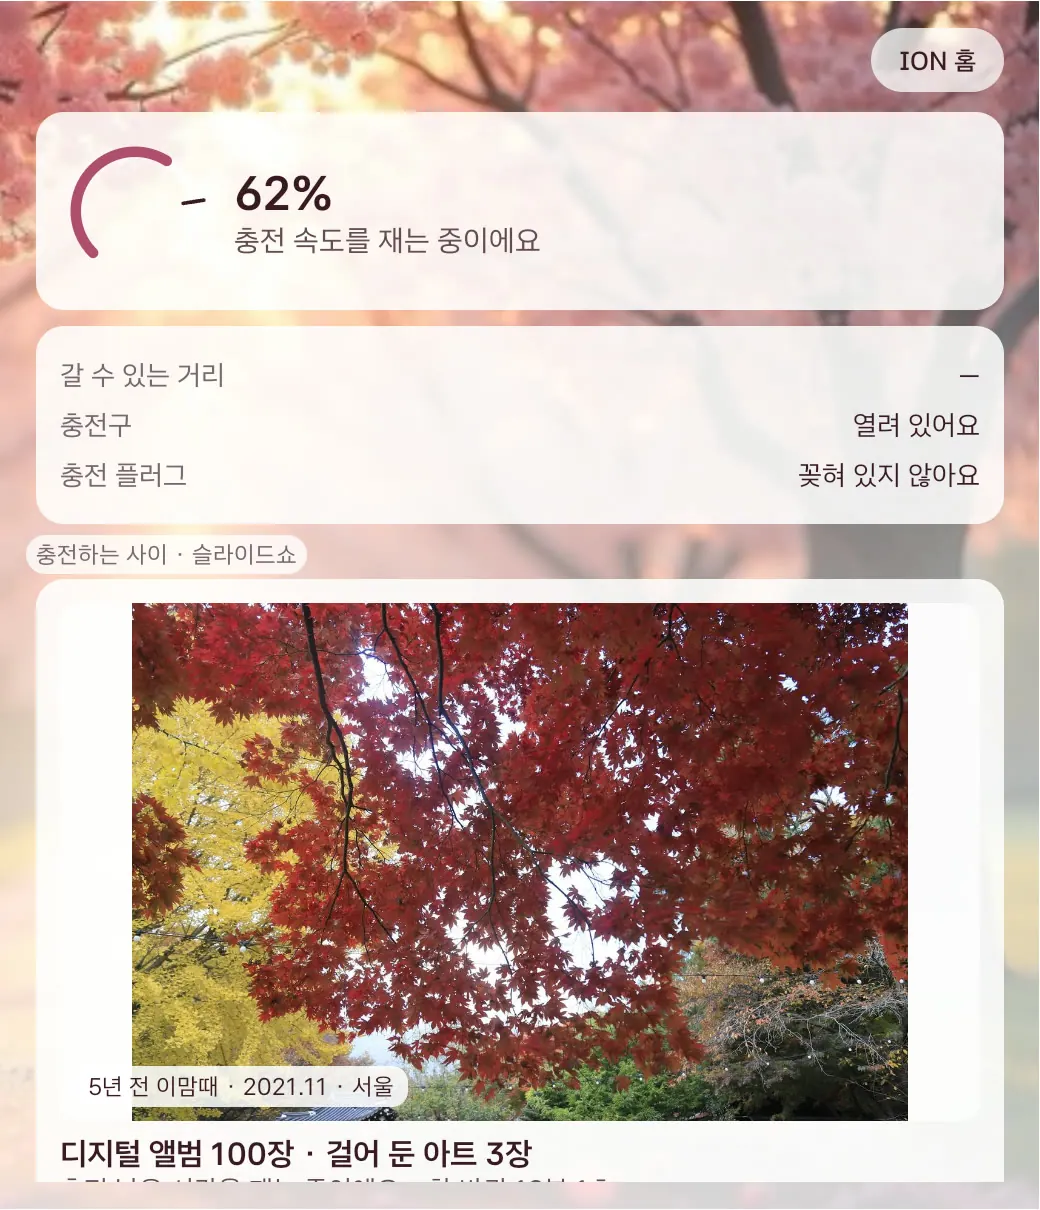 ION 홈
62%
충전 속도를 재는 중이에요
갈 수 있는 거리 —
충전구 열려 있어요
충전 플러그 꽂혀 있지 않아요
충전하는 사이 · 슬라이드쇼
5년 전 이맘때 · 2021.11 · 서울
디지털 앨범 100장 · 걸어 둔 아트 3장